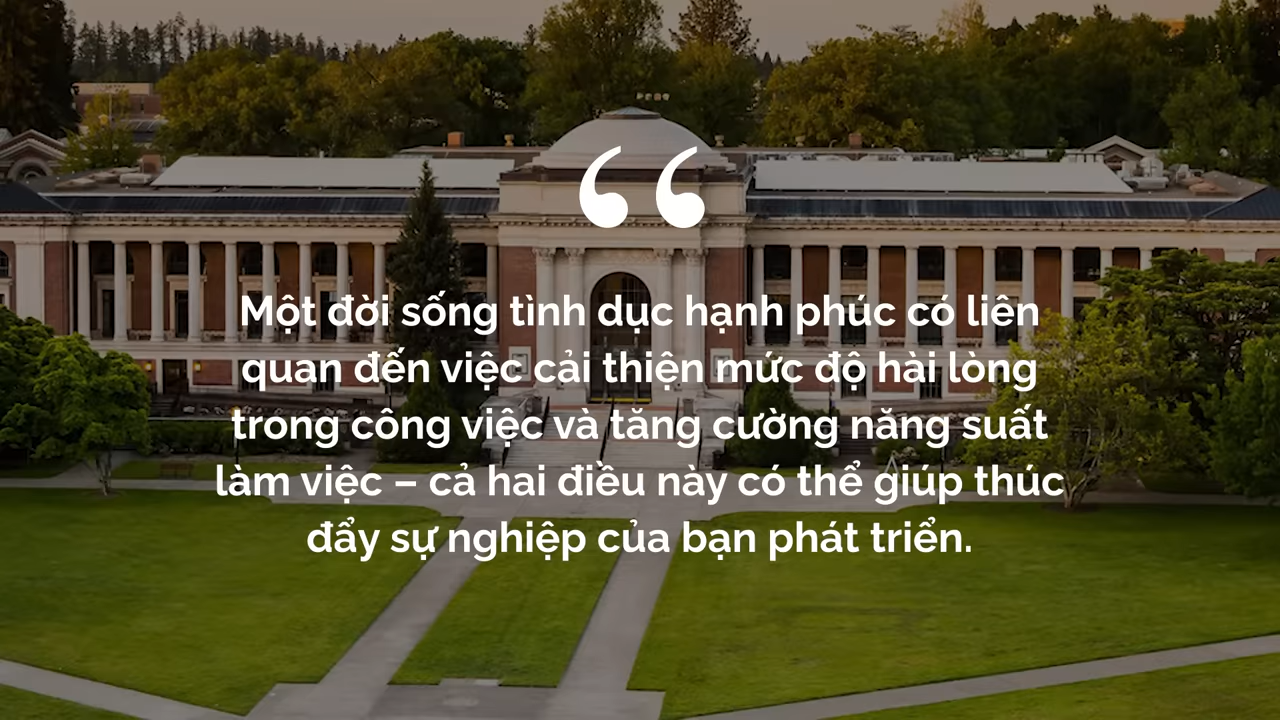 “
Một đời sống tình dục hạnh phúc có liên
quan đến việc cải thiện mức độ hài lòng
trong công việc và tăng cường năng suất
làm việc – cả hai điều này có thể giúp thúc
đẩy sự nghiệp của bạn phát triển.